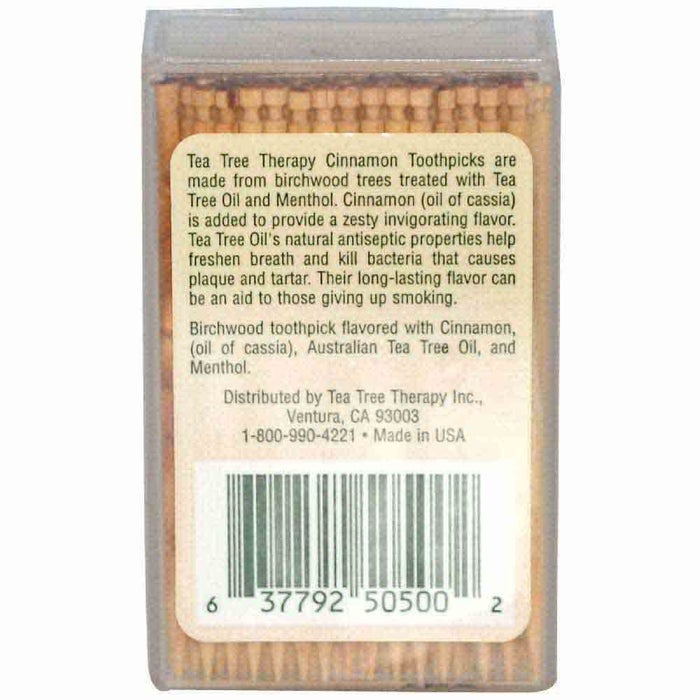 Tea Tree Therapy Cinnamon Toothpicks are
made from birchwood trees treated with Tea
Tree Oil and Menthol. Cinnamon (oil of cassia)
is added to provide a zesty invigorating flavor.
Tea Tree Oil's natural antiseptic properties help
freshen breath and kill bacteria that causes
plaque and tartar. Their long-lasting flavor can
be an aid to those giving up smoking.
Birchwood toothpick flavored with Cinnamon,
(oil of cassia), Australian Tea Tree Oil, and
Menthol.
Distributed by Tea Tree Therapy Inc.,
Ventura, CA 93003
1-800-990-4221 • Made in USA
6 37792 50500 2